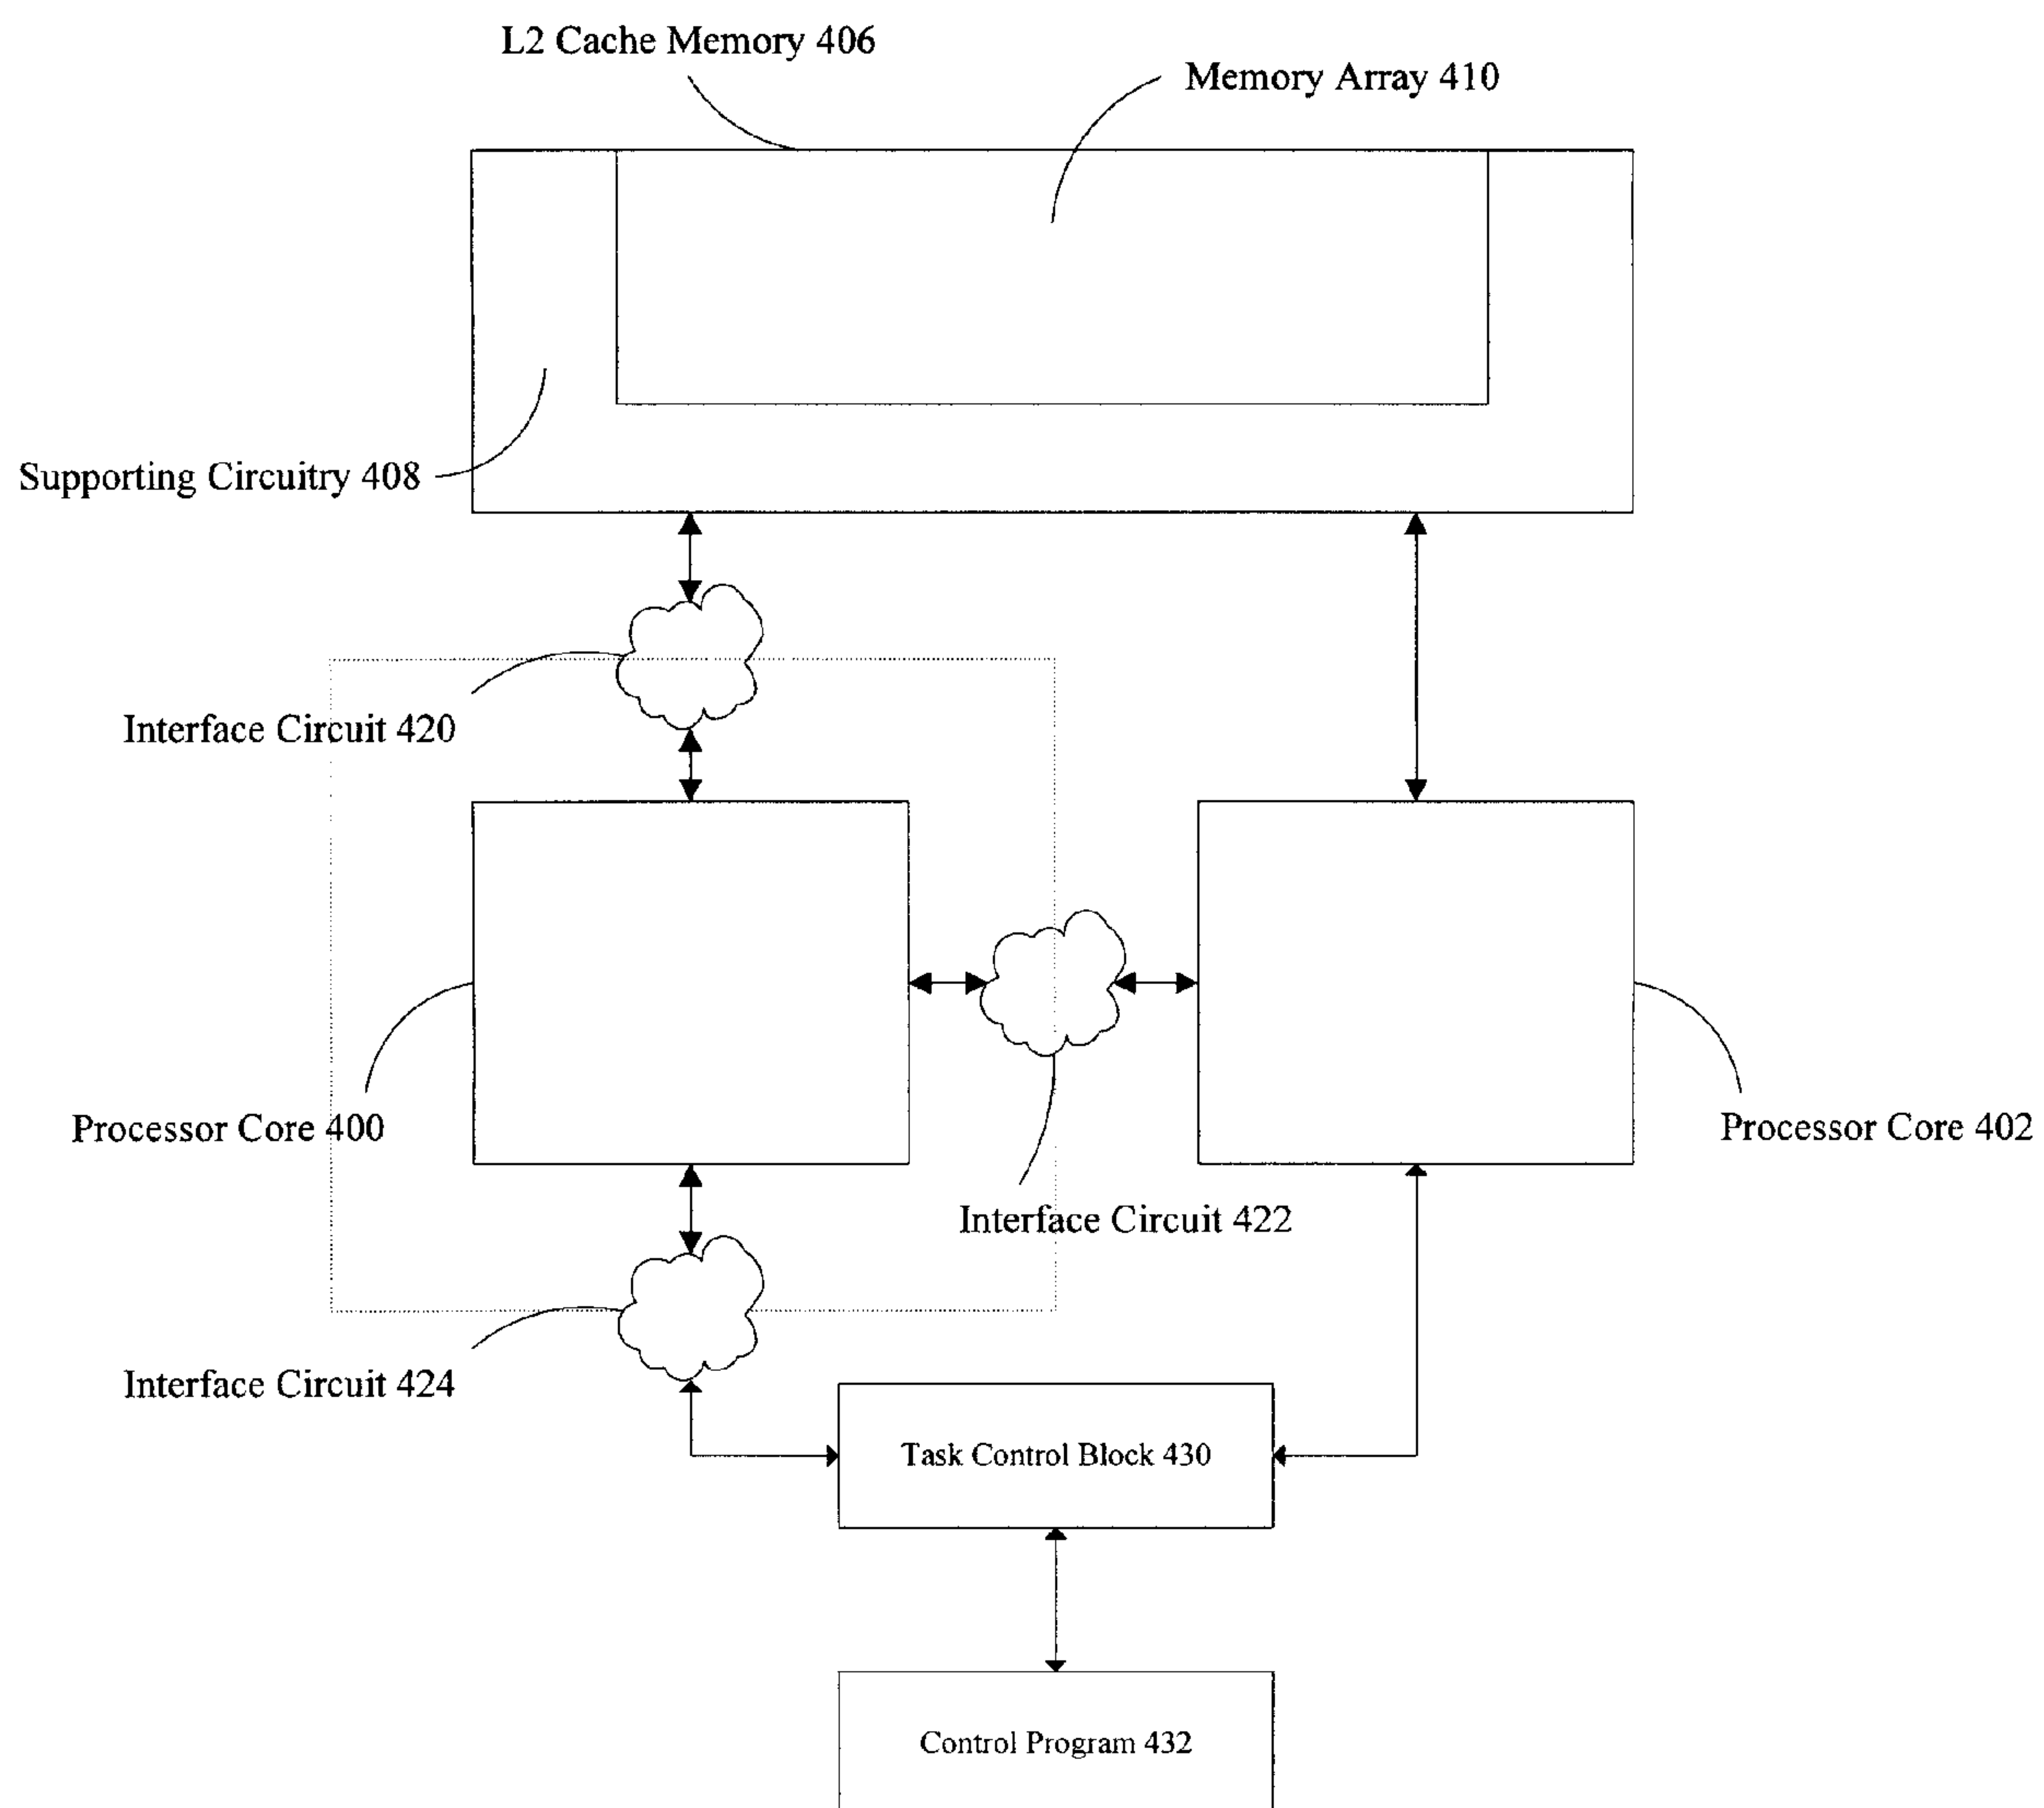 L2 Cache Memory 406
Memory Array 410
Supporting Circuitry 408
Interface Circuit 420
Processor Core 400
Processor Core 402
Interface Circuit 422
Interface Circuit 424
Task Control Block 430
Control Program 432